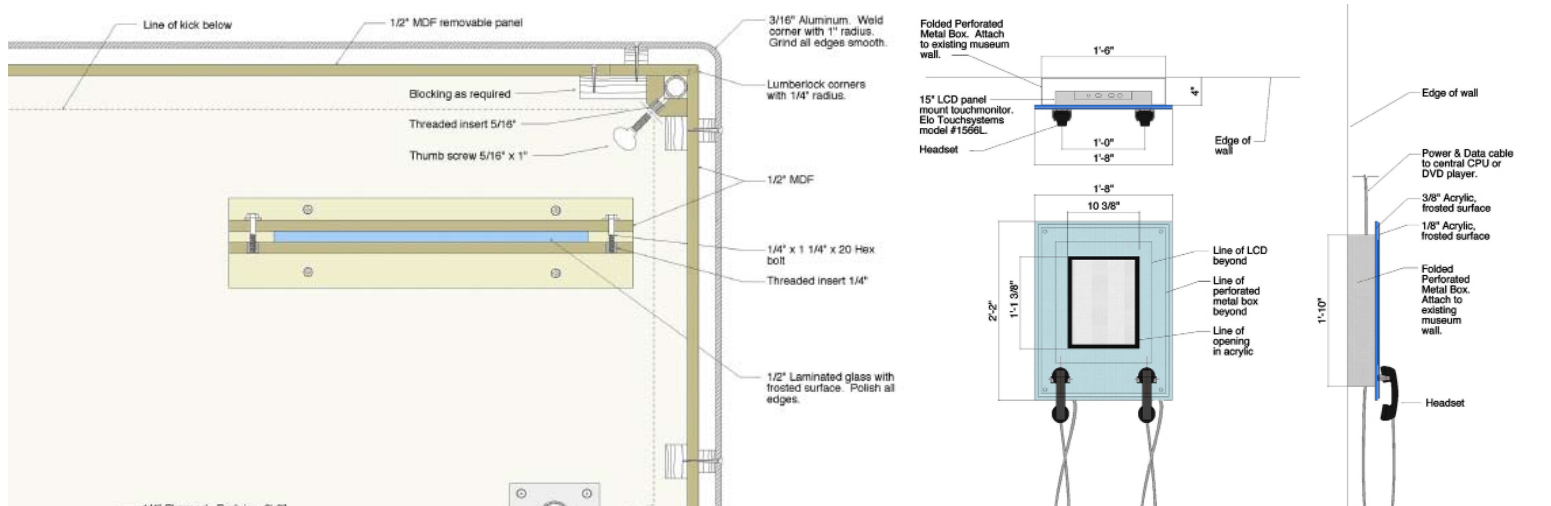 Line of kick below
1/2" MDF removable panel
3/16" Aluminum. Weld
corner with 1" radius.
Grind all edges smooth.
Blocking as required
Lumberlock corners
with 1/4" radius.
Threaded insert 5/16"
Thumb screw 5/16" x 1"
1/2" MDF
1/4" x 1 1/4" x 20 Hex
bolt
Threaded insert 1/4"
1/2" Laminated glass with
frosted surface. Polish all
edges.
Folded Perforated
Metal Box. Attach
to existing museum
wall.
1'-6"
4"
15" LCD panel
mount touchmonitor.
Elo Touchsystems
model #1566L.
Headset
1'-0"
1'-8"
Edge of
wall
1'-8"
10 3/8"
2'-2"
1'-1 3/8"
Line of LCD
beyond
Line of
perforated
metal box
beyond
Line of
opening
in acrylic
Edge of wall
Power & Data cable
to central CPU or
DVD player.
3/8" Acrylic,
frosted surface
1/8" Acrylic,
frosted surface
1'-10"
Folded
Perforated
Metal Box.
Attach to
existing
museum
wall.
Headset